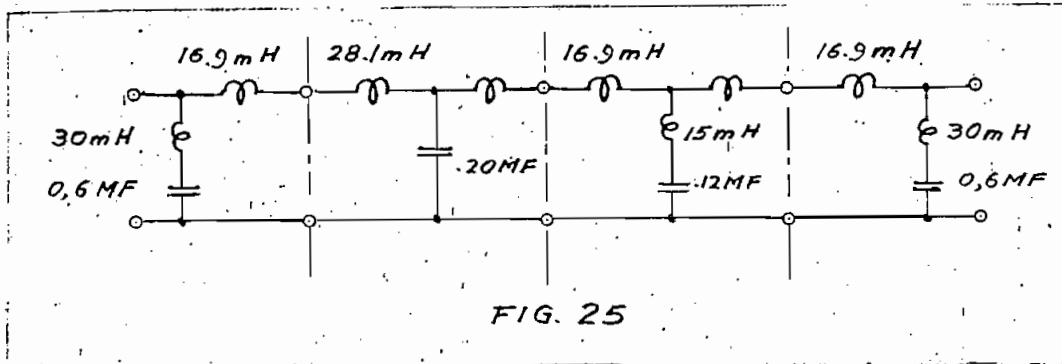 16.9mH
28.1mH
16.9mH
16.9mH
30mH
0,6MF
.20MF
15mH
.12MF
30mH
0,6MF
FIG. 25